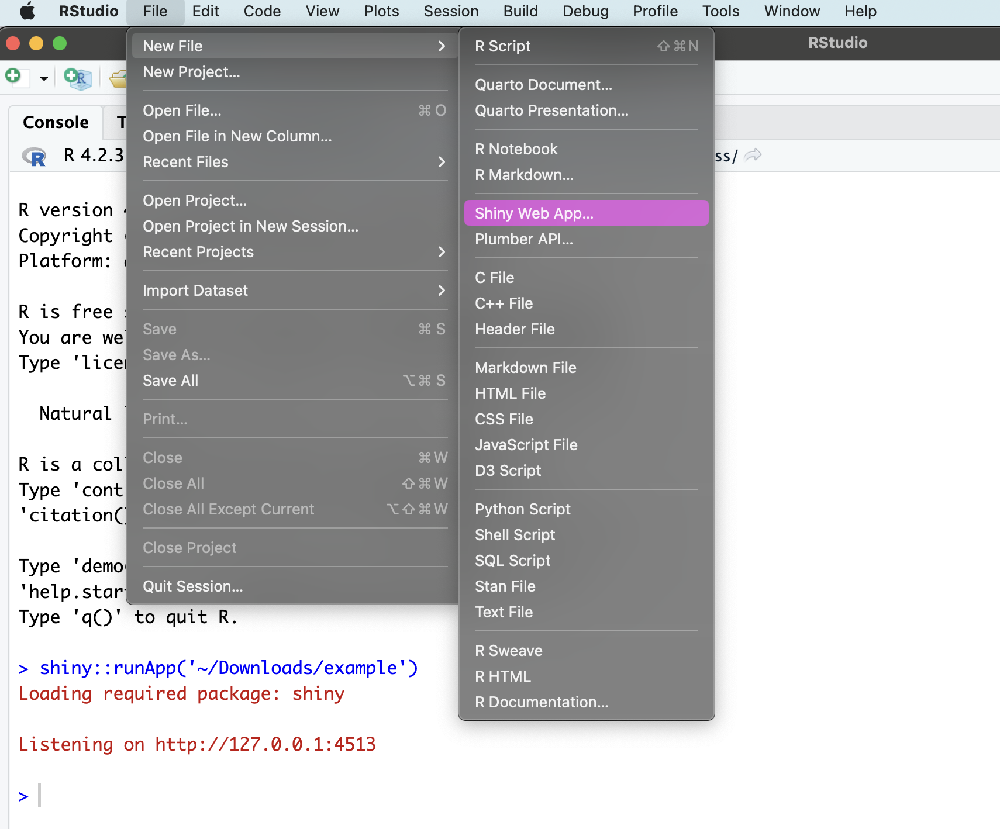 RStudio File Edit Code View Plots Session Build Debug Profile Tools Window Help
RStudio
New File
New Project...
Open File... ⌘ O
Open File in New Column...
Recent Files
Open Project...
Open Project in New Session...
Recent Projects
Import Dataset
Save ⌘ S
Save As...
Save All ⌥ ⌘ S
Print...
Close ⌘ W
Close All ⇧ ⌘ W
Close All Except Current ⌥ ⇧ ⌘ W
Close Project
Quit Session...
R Script ⇧ ⌘ N
Quarto Document...
Quarto Presentation...
R Notebook
R Markdown...
Shiny Web App...
Plumber API...
C File
C++ File
Header File
Markdown File
HTML File
CSS File
JavaScript File
D3 Script
Python Script
Shell Script
SQL Script
Stan File
Text File
R Sweave
R HTML
R Documentation...
Console T
R 4.2.3 ss/
R version
Copyright
Platform:
R is free
You are we
Type 'lice
Natural
R is a col
Type 'cont
'citation()
Type 'demo
'help.star
Type 'q()' to quit R.
> shiny::runApp('~/Downloads/example')
Loading required package: shiny
Listening on http://127.0.0.1:4513
>